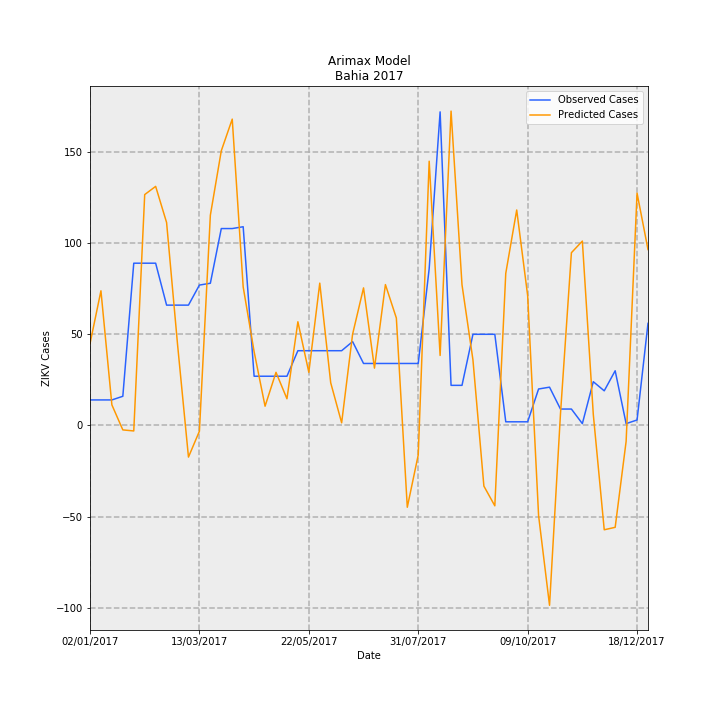 Arimax Model
Bahia 2017
Observed Cases
Predicted Cases
ZIKV Cases
150
100
50
0
−50
−100
02/01/2017
13/03/2017
22/05/2017
31/07/2017
09/10/2017
18/12/2017
Date